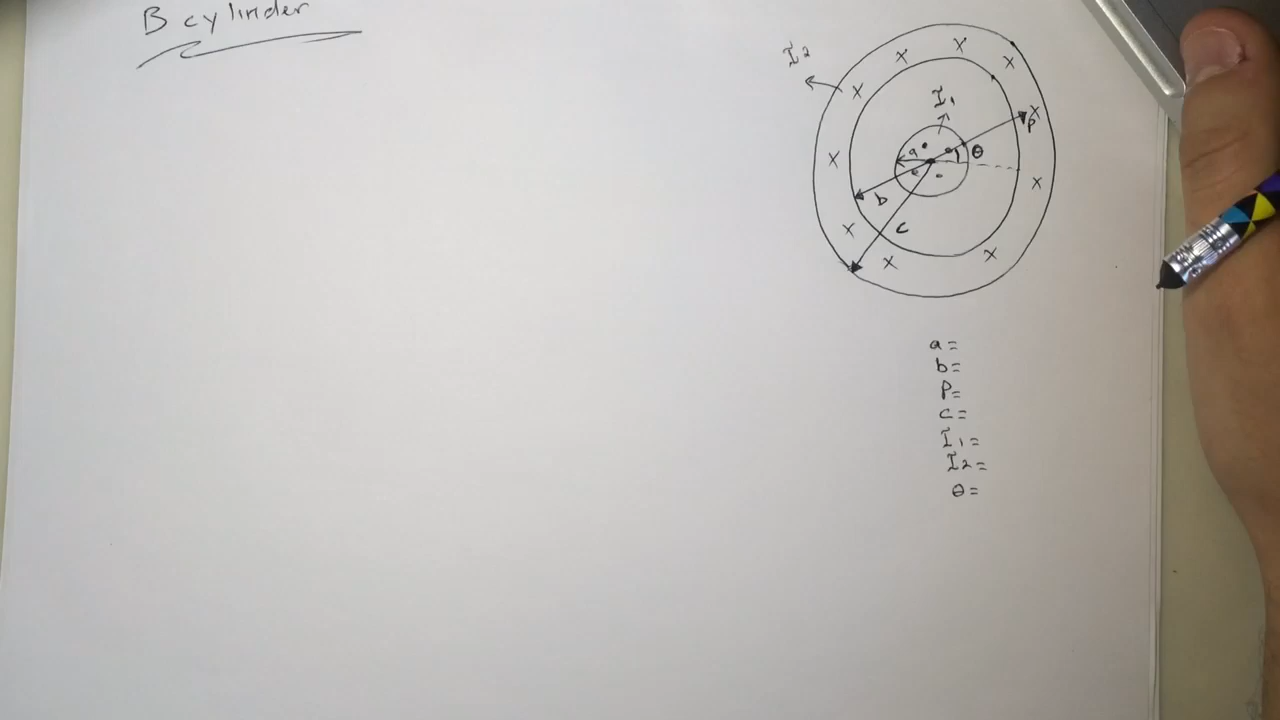 B cylinder
I2
I1
a
θ
P
b
c
a=
b=
P=
c=
I1=
I2=
θ=